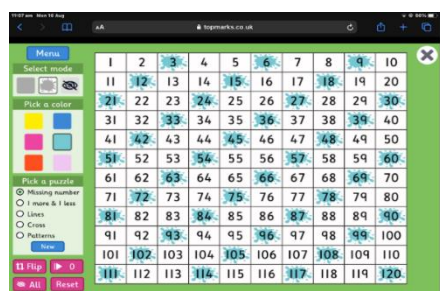 11:07 am Mon 10 Aug 96%
AA topmarks.co.uk
Menu
Select mode
Pick a color
Pick a puzzle
Missing number
1 more & 1 less
Lines
Cross
Patterns
New
Flip 0
All Reset
1 2 3 4 5 6 7 8 9 10
11 12 13 14 15 16 17 18 19 20
21 22 23 24 25 26 27 28 29 30
31 32 33 34 35 36 37 38 39 40
41 42 43 44 45 46 47 48 49 50
51 52 53 54 55 56 57 58 59 60
61 62 63 64 65 66 67 68 69 70
71 72 73 74 75 76 77 78 79 80
81 82 83 84 85 86 87 88 89 90
91 92 93 94 95 96 97 98 99 100
101 102 103 104 105 106 107 108 109 110
111 112 113 114 115 116 117 118 119 120